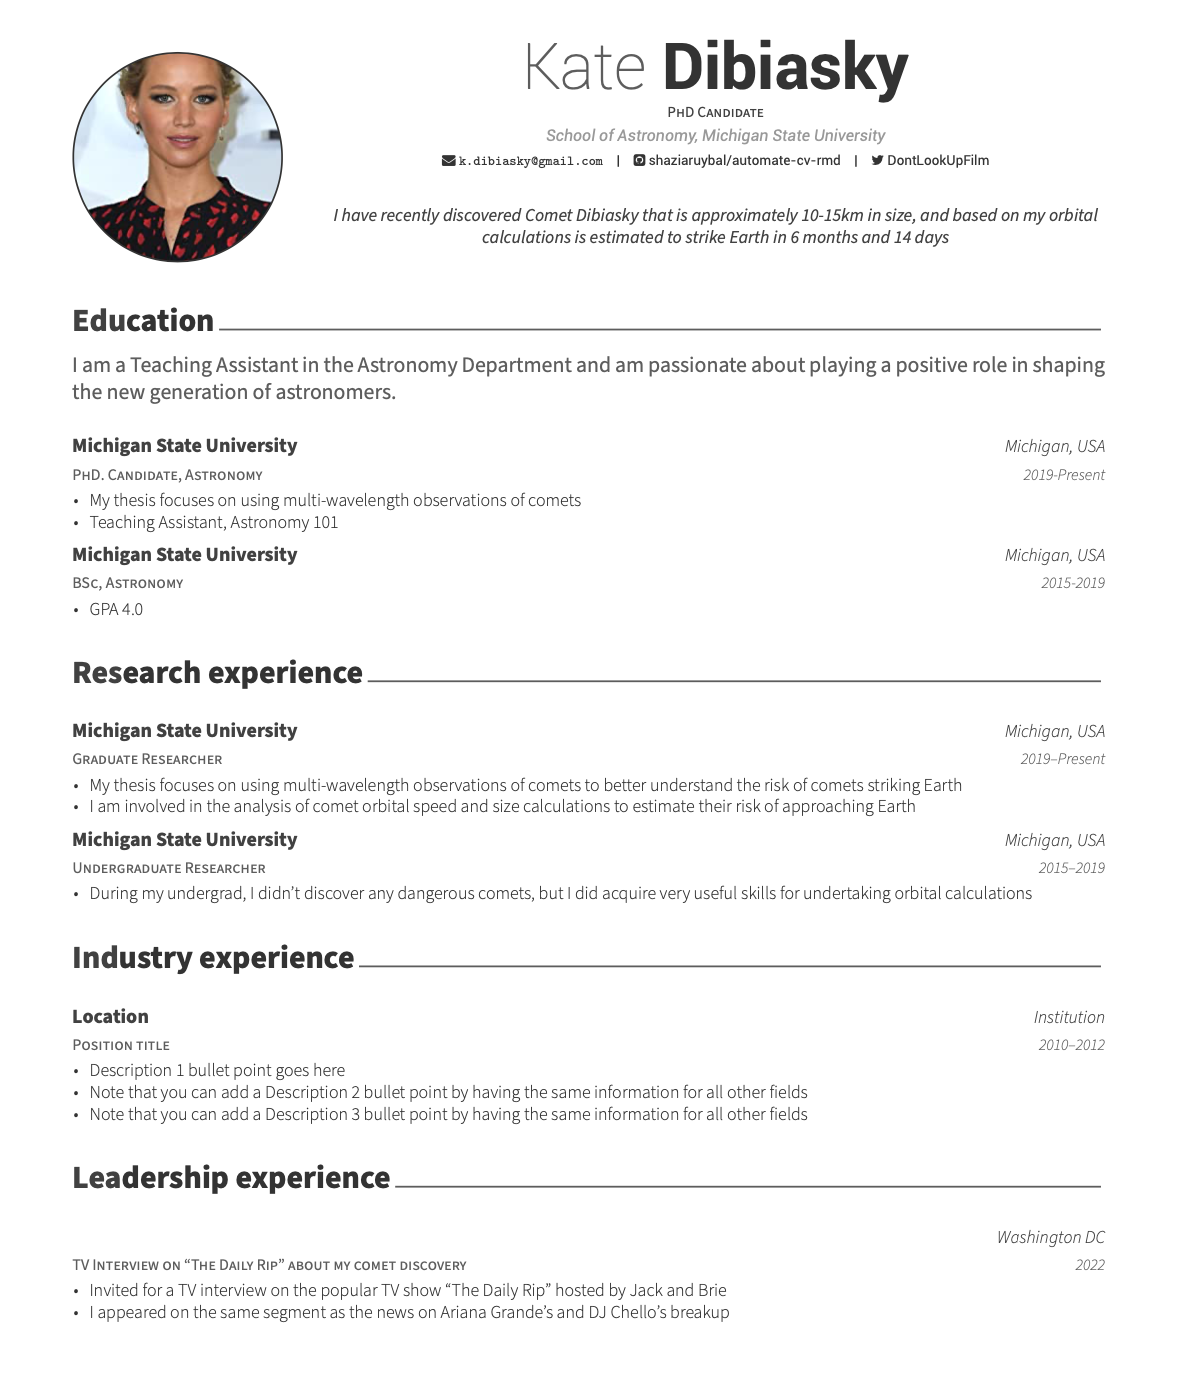 Kate Dibiasky
PhD Candidate
School of Astronomy, Michigan State University
k.dibiasky@gmail.com | shaziaruybal/automate-cv-rmd | DontLookUpFilm
I have recently discovered Comet Dibiasky that is approximately 10-15km in size, and based on my orbital
calculations is estimated to strike Earth in 6 months and 14 days
Education
I am a Teaching Assistant in the Astronomy Department and am passionate about playing a positive role in shaping
the new generation of astronomers.
Michigan State University Michigan, USA
PhD. Candidate, Astronomy 2019-Present
• My thesis focuses on using multi-wavelength observations of comets
• Teaching Assistant, Astronomy 101
Michigan State University Michigan, USA
BSc, Astronomy 2015-2019
• GPA 4.0
Research experience
Michigan State University Michigan, USA
Graduate Researcher 2019–Present
• My thesis focuses on using multi-wavelength observations of comets to better understand the risk of comets striking Earth
• I am involved in the analysis of comet orbital speed and size calculations to estimate their risk of approaching Earth
Michigan State University Michigan, USA
Undergraduate Researcher 2015–2019
• During my undergrad, I didn’t discover any dangerous comets, but I did acquire very useful skills for undertaking orbital calculations
Industry experience
Location Institution
Position title 2010–2012
• Description 1 bullet point goes here
• Note that you can add a Description 2 bullet point by having the same information for all other fields
• Note that you can add a Description 3 bullet point by having the same information for all other fields
Leadership experience
Washington DC
TV Interview on “The Daily Rip” about my comet discovery 2022
• Invited for a TV interview on the popular TV show “The Daily Rip” hosted by Jack and Brie
• I appeared on the same segment as the news on Ariana Grande’s and DJ Chello’s breakup